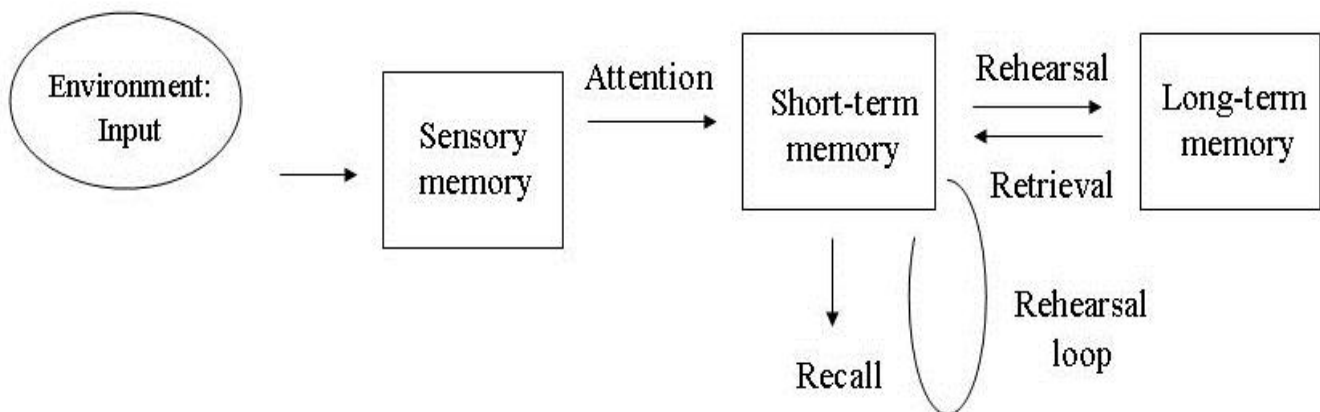 Environment:
Input
Sensory
memory
Attention
Short-term
memory
Rehearsal
Retrieval
Long-term
memory
Recall
Rehearsal
loop